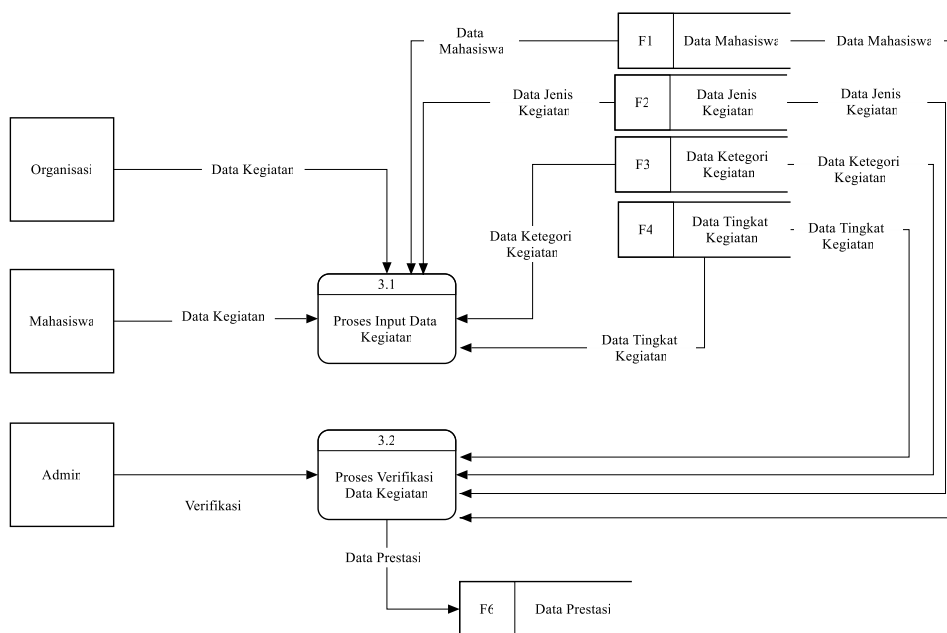 Data
Mahasiswa
F1
Data Mahasiswa
Data Mahasiswa
Data Jenis
Kegiatan
F2
Data Jenis
Kegiatan
Data Jenis
Kegiatan
Organisasi
Data Kegiatan
F3
Data Ketegori
Kegiatan
Data Ketegori
Kegiatan
Data Ketegori
Kegiatan
F4
Data Tingkat
Kegiatan
Data Tingkat
Kegiatan
Mahasiswa
Data Kegiatan
3.1
Proses Input Data
Kegiatan
Data Tingkat
Kegiatan
Admin
Verifikasi
3.2
Proses Verifikasi
Data Kegiatan
Data Prestasi
F6
Data Prestasi